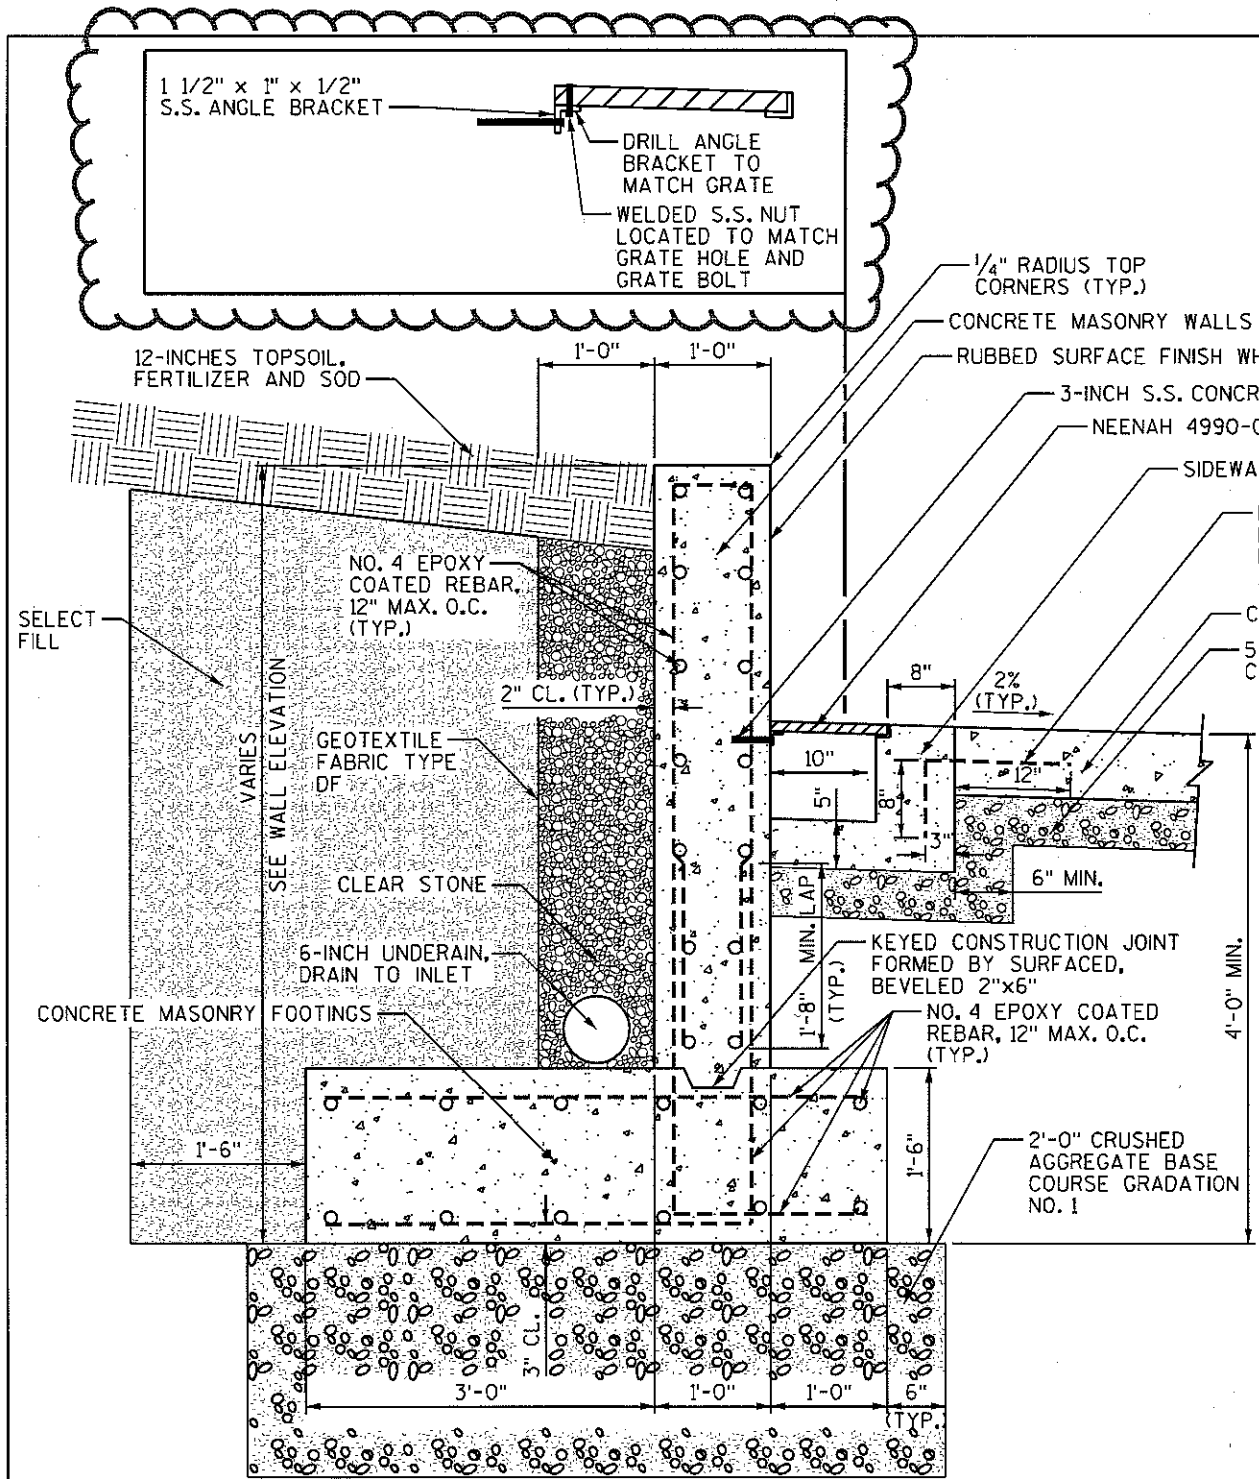 1 1/2" x 1" x 1/2"
S.S. ANGLE BRACKET
DRILL ANGLE
BRACKET TO
MATCH GRATE
WELDED S.S. NUT
LOCATED TO MATCH
GRATE HOLE AND
GRATE BOLT
1/4" RADIUS TOP
CORNERS (TYP.)
CONCRETE MASONRY WALLS
RUBBED SURFACE FINISH
3-INCH S.S.
NEENAH
12-INCHES TOPSOIL,
FERTILIZER AND SOD
1'-0"
1'-0"
NO. 4 EPOXY
COATED REBAR,
12" MAX. O.C.
(TYP.)
SELECT
FILL
VARIES
SEE WALL ELEVATION
2" CL. (TYP.)
GEOTEXTILE
FABRIC TYPE
DF
CLEAR STONE
6-INCH UNDERAIN,
DRAIN TO INLET
CONCRETE MASONRY FOOTINGS
8"
2%
(TYP.)
10"
5"
8"
12"
3"
6" MIN.
1'-8" MIN. LAP
(TYP.)
4'-0" MIN.
KEYED CONSTRUCTION JOINT
FORMED BY SURFACED,
BEVELED 2"x6"
NO. 4 EPOXY COATED
REBAR, 12" MAX. O.C.
(TYP.)
1'-6"
1'-6"
2'-0" CRUSHED
AGGREGATE BASE
COURSE GRADATION
NO. 1
3" CL.
3'-0"
1'-0"
1'-0"
6"
(TYP.)